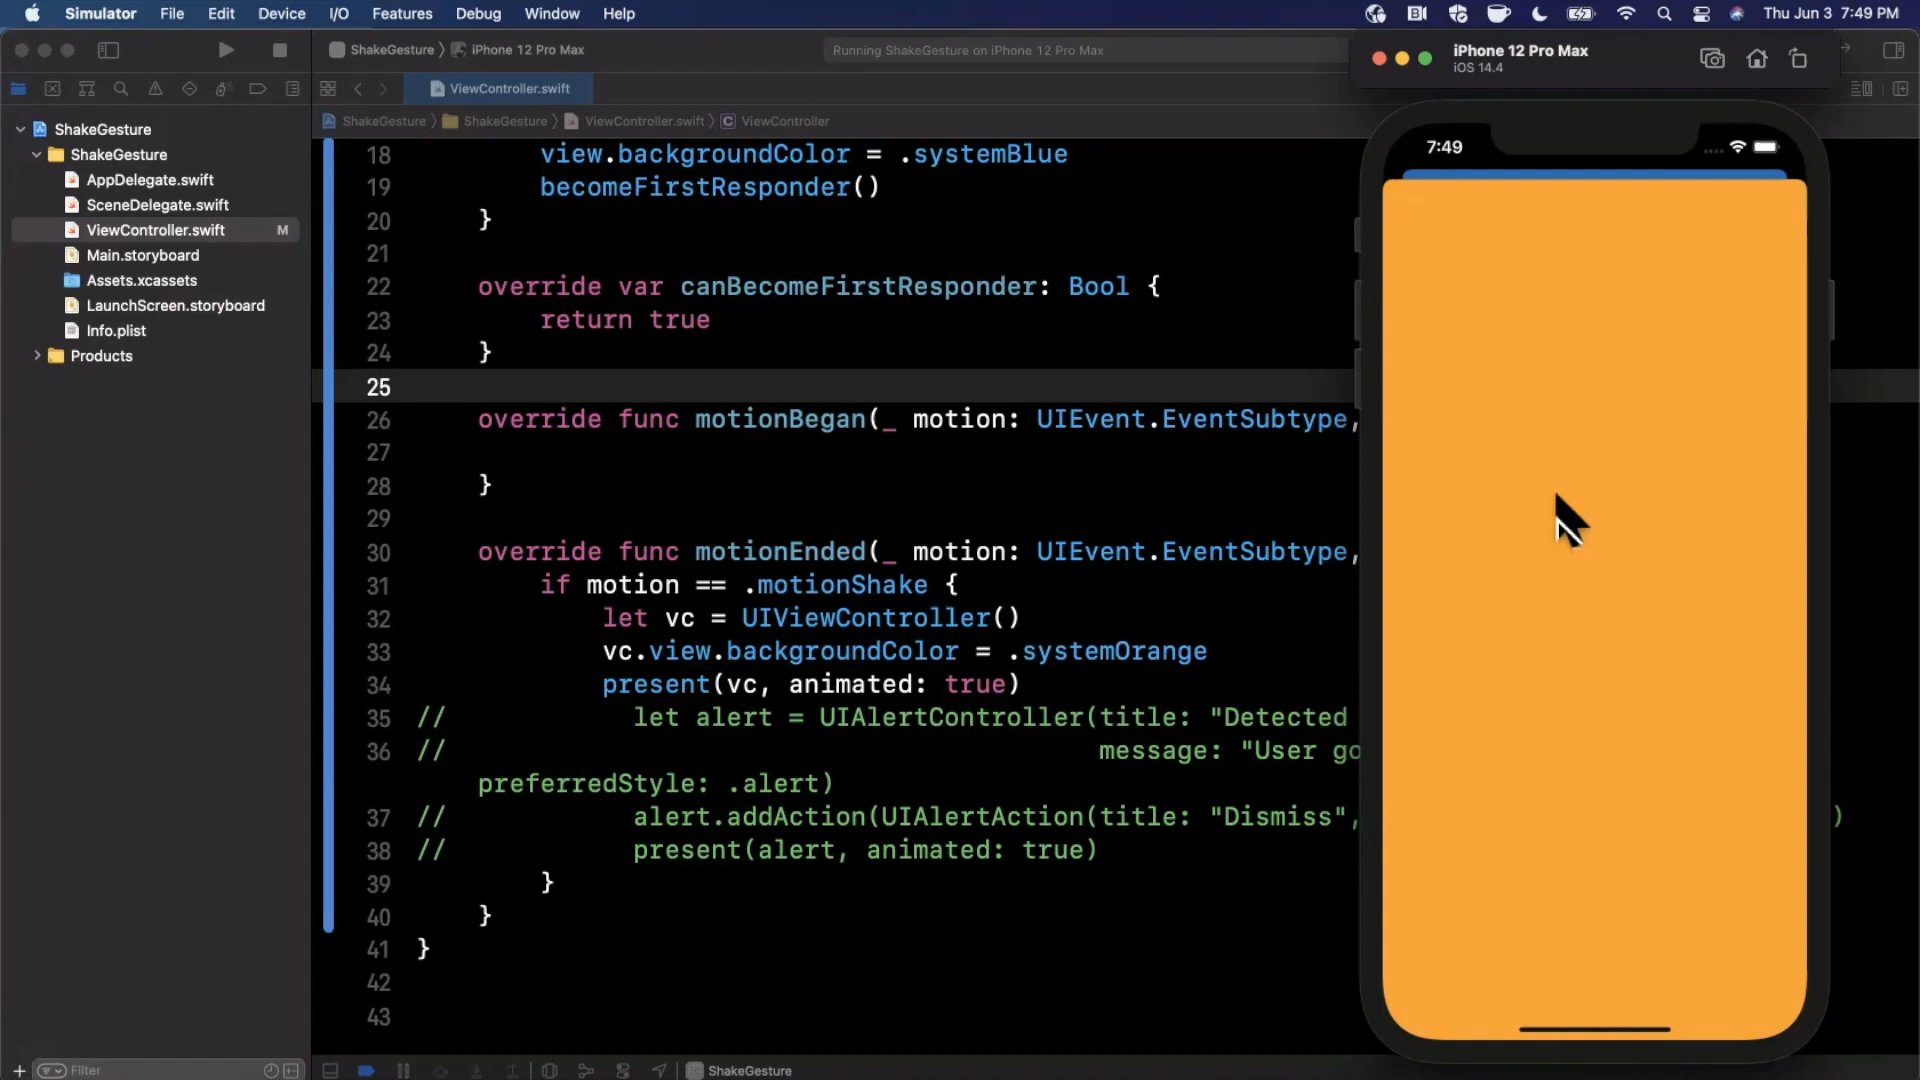 Simulator File Edit Device I/O Features Debug Window Help Thu Jun 3 7:49 PM
ShakeGesture 〉 iPhone 12 Pro Max
Running ShakeGesture on iPhone 12 Pro Max
iPhone 12 Pro Max
iOS 14.4
ViewController.swift
ShakeGesture 〉 ShakeGesture 〉 ViewController.swift 〉 C ViewController
ShakeGesture
ShakeGesture
AppDelegate.swift
SceneDelegate.swift
ViewController.swift M
Main.storyboard
Assets.xcassets
LaunchScreen.storyboard
Info.plist
Products
18 view.backgroundColor = .systemBlue
19 becomeFirstResponder()
20 }
21
22 override var canBecomeFirstResponder: Bool {
23 return true
24 }
25
26 override func motionBegan(_ motion: UIEvent.EventSubtype,
27
28 }
29
30 override func motionEnded(_ motion: UIEvent.EventSubtype,
31 if motion == .motionShake {
32 let vc = UIViewController()
33 vc.view.backgroundColor = .systemOrange
34 present(vc, animated: true)
35 // let alert = UIAlertController(title: "Detected
36 // message: "User go
preferredStyle: .alert)
37 // alert.addAction(UIAlertAction(title: "Dismiss", )
38 // present(alert, animated: true)
39 }
40 }
41 }
42
43
7:49
Filter
ShakeGesture